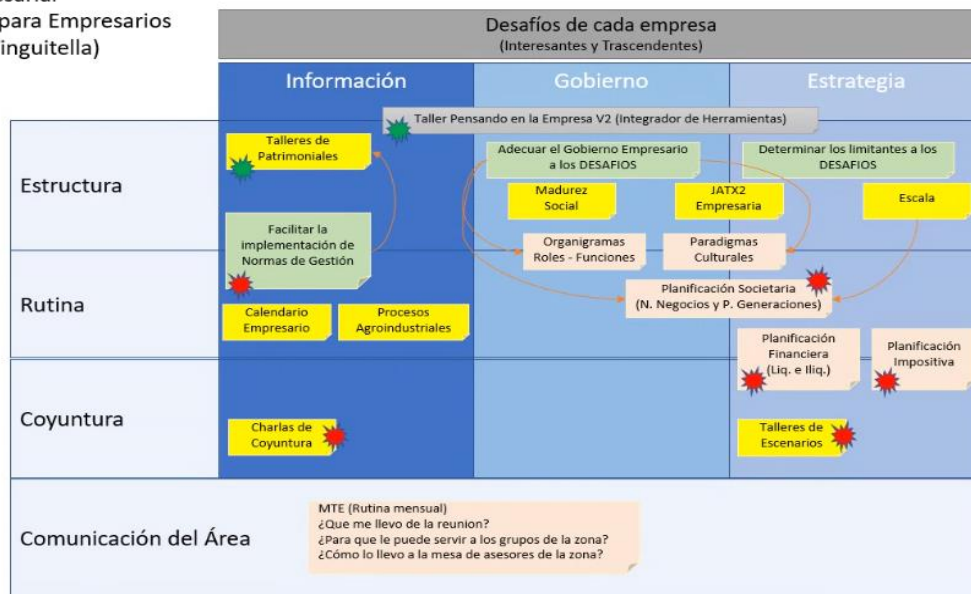 para Empresarios
Desafíos de cada empresa
(Interesantes y Trascendentes)
Información
Gobierno
Estrategia
Taller Pensando en la Empresa V2 (Integrador de Herramientas)
Estructura
Talleres de
Patrimoniales
Adecuar el Gobierno Empresario
a los DESAFIOS
Determinar los limitantes a los
DESAFIOS
Madurez
Social
JATX2
Empresaria
Escala
Facilitar la
implementación de
Normas de Gestión
Organigramas
Roles - Funciones
Paradigmas
Culturales
Rutina
Planificación Societaria
(N. Negocios y P. Generaciones)
Calendario
Empresario
Procesos
Agroindustriales
Planificación
Financiera
(Liq. e Iliq.)
Planificación
Impositiva
Coyuntura
Charlas de
Coyuntura
Talleres de
Escenarios
Comunicación del Área
MTE (Rutina mensual)
¿Que me llevo de la reunion?
¿Para que le puede servir a los grupos de la zona?
¿Cómo lo llevo a la mesa de asesores de la zona?